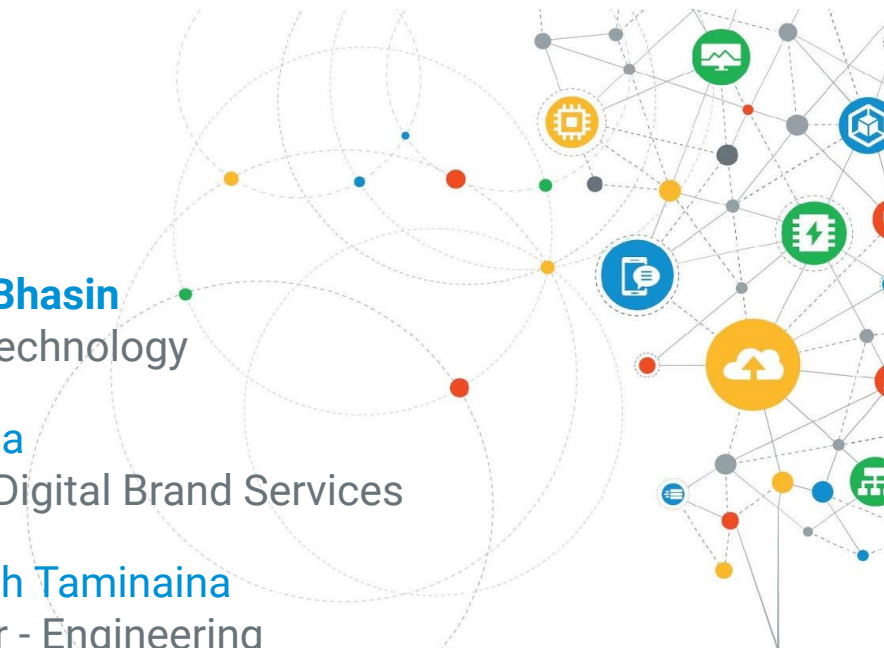 Bhasin
echnology
a
Digital Brand Services
h Taminaina
r - Engineering